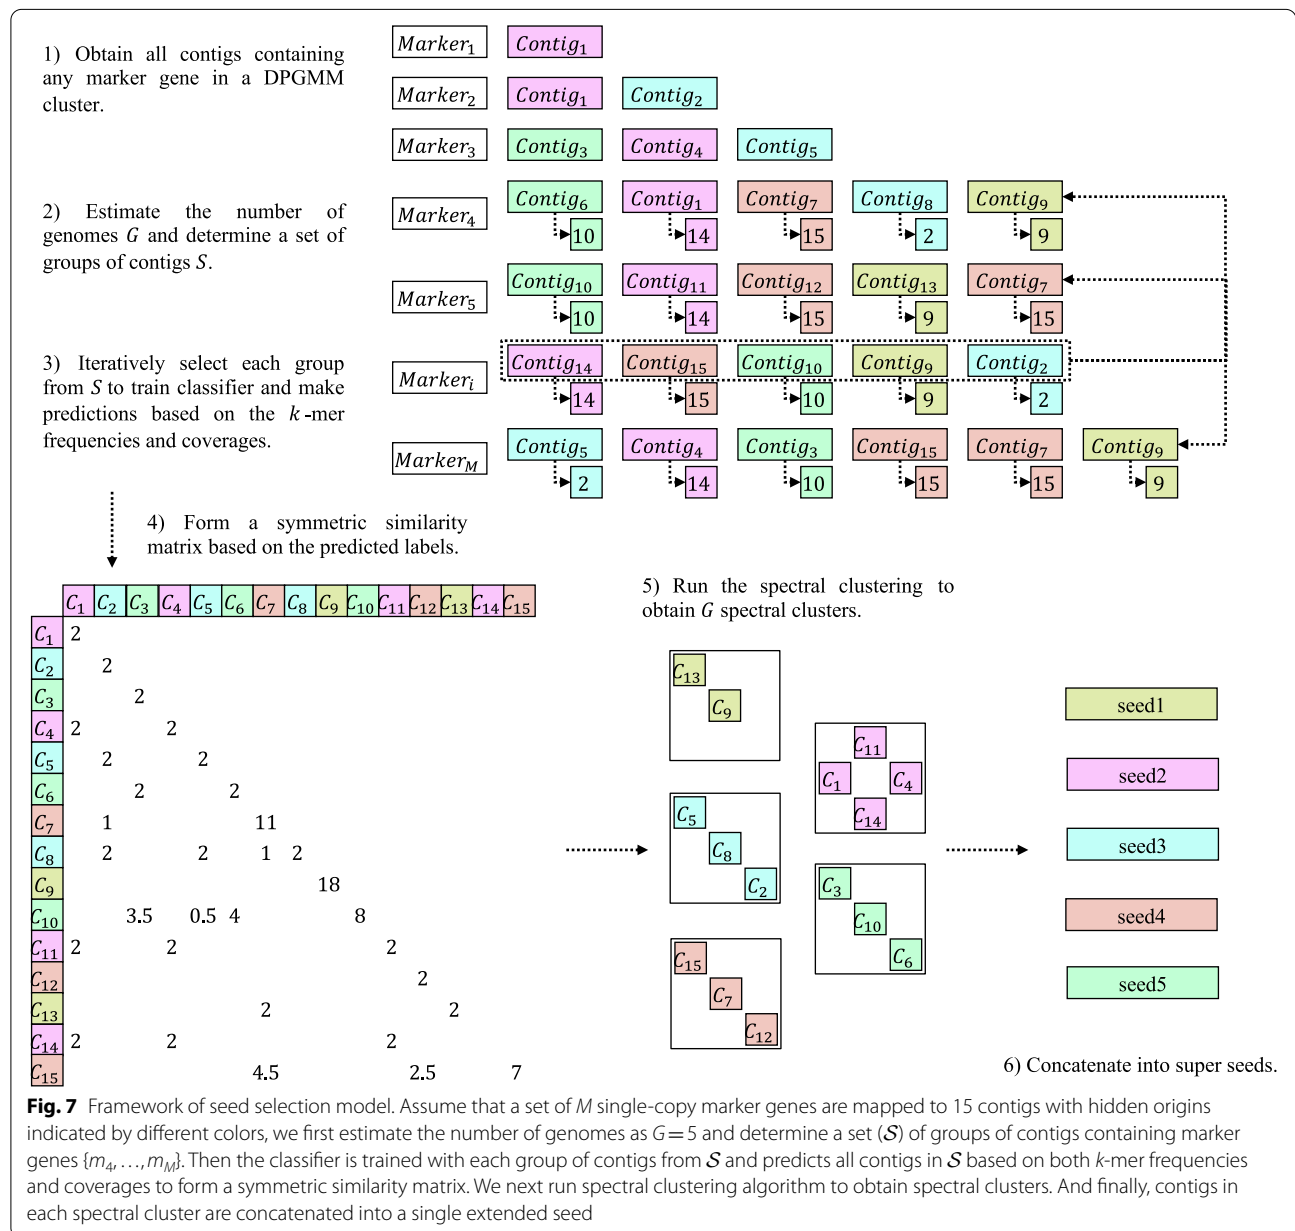 1) Obtain all contigs containing
any marker gene in a DPGMM
cluster.
Marker₁ Contig₁
Marker₂ Contig₁ Contig₂
Marker₃ Contig₃ Contig₄ Contig₅
2) Estimate the number of
genomes G and determine a set of
groups of contigs S.
Marker₄ Contig₆ Contig₁ Contig₇ Contig₈ Contig₉
10 14 15 2 9
Marker₅ Contig₁₀ Contig₁₁ Contig₁₂ Contig₁₃ Contig₇
10 14 15 9 15
3) Iteratively select each group
from S to train classifier and make
predictions based on the k-mer
frequencies and coverages.
Markerᵢ Contig₁₄ Contig₁₅ Contig₁₀ Contig₉ Contig₂
14 15 10 9 2
Marker_M Contig₅ Contig₄ Contig₃ Contig₁₅ Contig₇ Contig₉
2 14 10 15 15 9
4) Form a symmetric similarity
matrix based on the predicted labels.
C₁ C₂ C₃ C₄ C₅ C₆ C₇ C₈ C₉ C₁₀ C₁₁ C₁₂ C₁₃ C₁₄ C₁₅
C₁ 2
C₂ 2
C₃ 2
C₄ 2 2
C₅ 2 2
C₆ 2 2
C₇ 1 11
C₈ 2 2 1 2
C₉ 18
C₁₀ 3.5 0.5 4 8
C₁₁ 2 2 2
C₁₂ 2
C₁₃ 2 2
C₁₄ 2 2 2
C₁₅ 4.5 2.5 7
5) Run the spectral clustering to
obtain G spectral clusters.
C₁₃
C₉
C₁₁
C₁ C₄
C₁₄
C₅
C₈
C₂
C₃
C₁₀
C₆
C₁₅
C₇
C₁₂
seed1
seed2
seed3
seed4
seed5
6) Concatenate into super seeds.
Fig. 7 Framework of seed selection model. Assume that a set of M single-copy marker genes are mapped to 15 contigs with hidden origins
indicated by different colors, we first estimate the number of genomes as G = 5 and determine a set (𝓢) of groups of contigs containing marker
genes {m₄,…,m_M}. Then the classifier is trained with each group of contigs from 𝓢 and predicts all contigs in 𝓢 based on both k-mer frequencies
and coverages to form a symmetric similarity matrix. We next run spectral clustering algorithm to obtain spectral clusters. And finally, contigs in
each spectral cluster are concatenated into a single extended seed